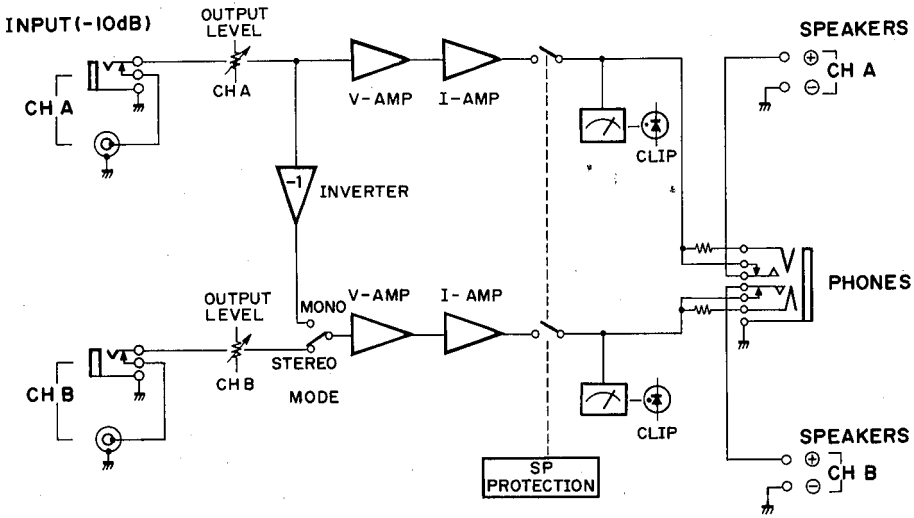 INPUT(-10dB)
OUTPUT
LEVEL
SPEAKERS
CH A
CH A
V-AMP
I-AMP
⊕
CH A
⊖
CLIP
-1
INVERTER
PHONES
OUTPUT
LEVEL
MONO
V-AMP
I-AMP
STEREO
CH B
MODE
CH B
CLIP
SP
PROTECTION
SPEAKERS
⊕
CH B
⊖